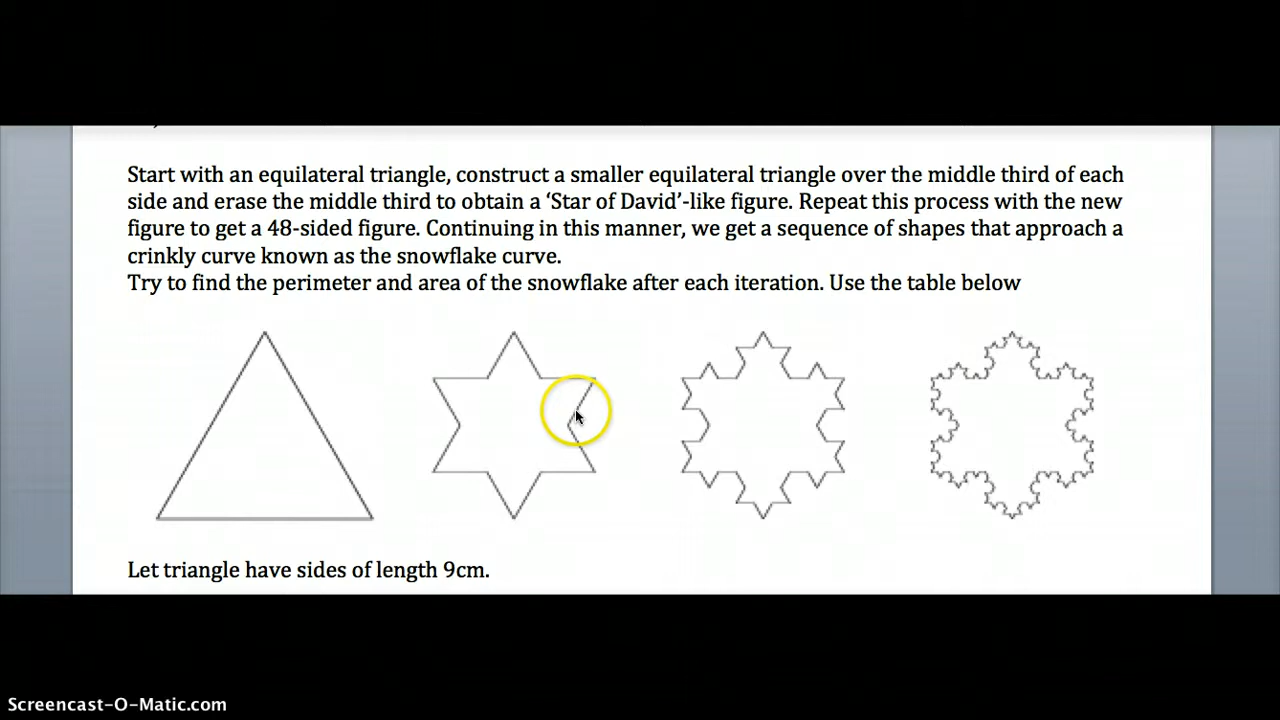 Start with an equilateral triangle, construct a smaller equilateral triangle over the middle third of each
side and erase the middle third to obtain a ‘Star of David’-like figure. Repeat this process with the new
figure to get a 48-sided figure. Continuing in this manner, we get a sequence of shapes that approach a
crinkly curve known as the snowflake curve.
Try to find the perimeter and area of the snowflake after each iteration. Use the table below
Let triangle have sides of length 9cm.
Screencast-O-Matic.com